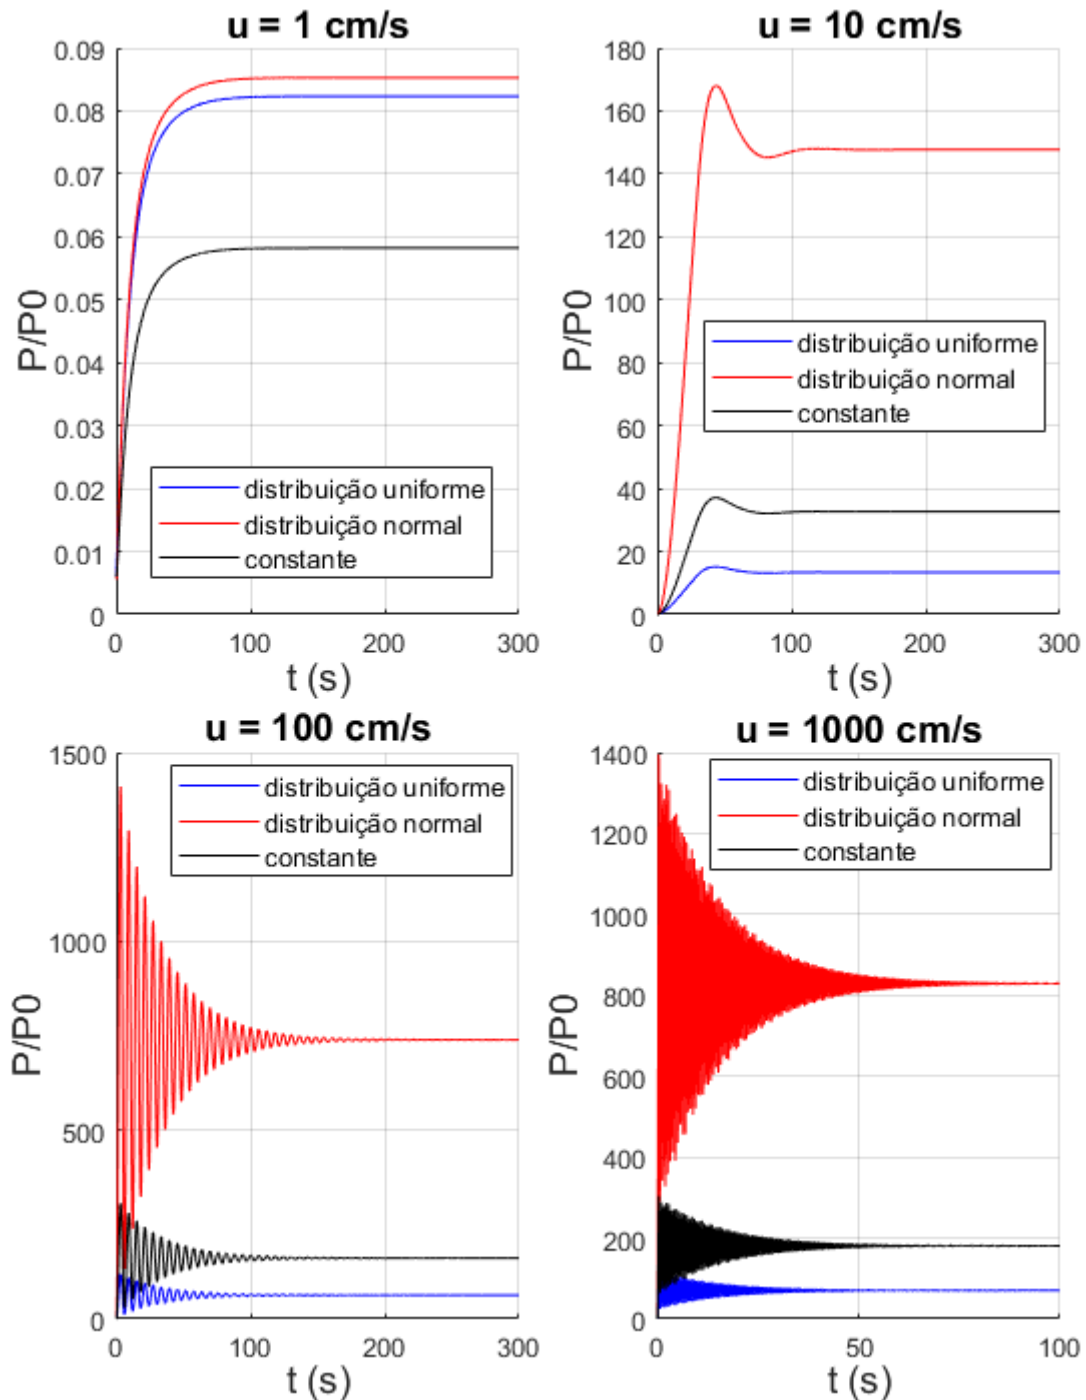 u = 1 cm/s
P/P0
0.09
0.08
0.07
0.06
0.05
0.04
0.03
0.02
0.01
0
distribuição uniforme
distribuição normal
constante
0 100 200 300
t (s)
u = 10 cm/s
P/P0
180
160
140
120
100
80
60
40
20
0
distribuição uniforme
distribuição normal
constante
0 100 200 300
t (s)
u = 100 cm/s
P/P0
1500
1000
500
0
distribuição uniforme
distribuição normal
constante
0 100 200 300
t (s)
u = 1000 cm/s
P/P0
1400
1200
1000
800
600
400
200
0
distribuição uniforme
distribuição normal
constante
0 50 100
t (s)